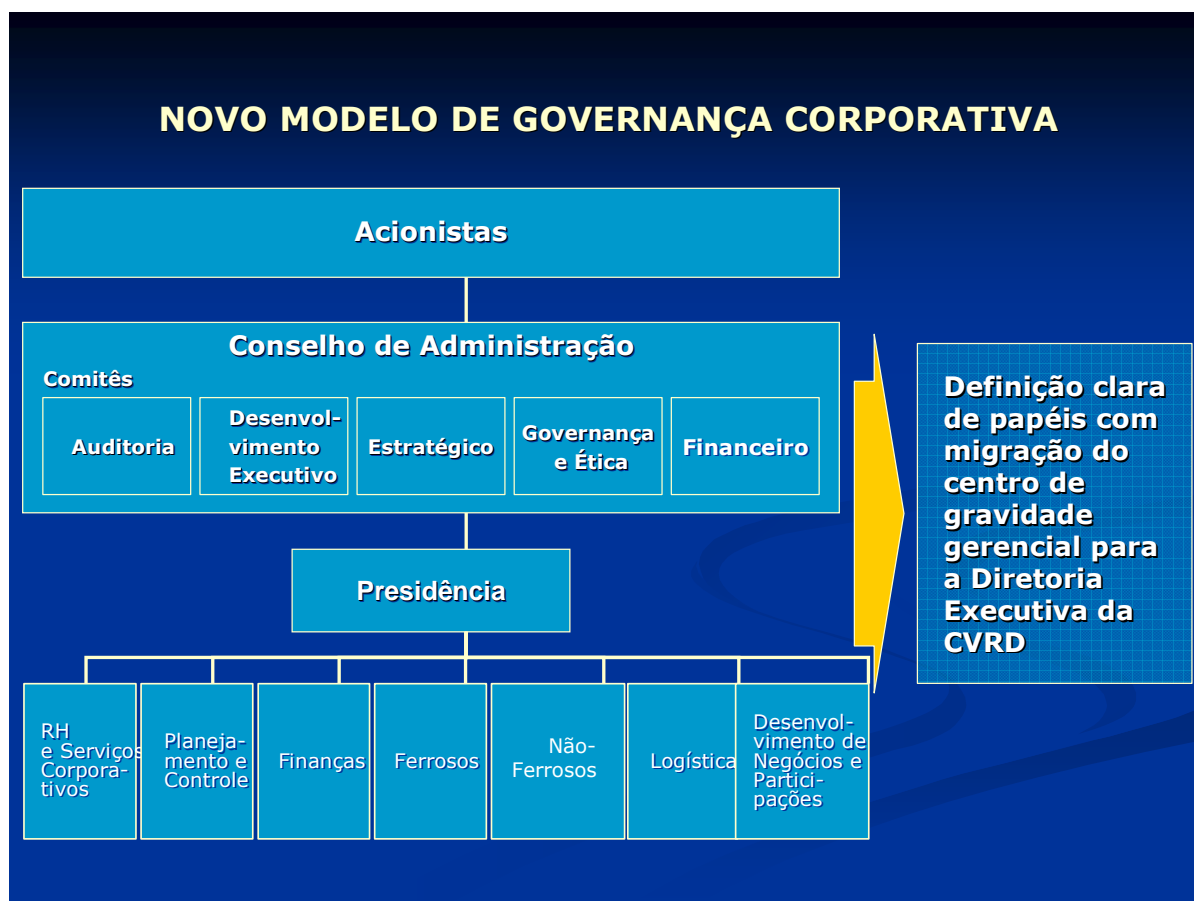 NOVO MODELO DE GOVERNANÇA CORPORATIVA
Acionistas
Conselho de Administração
Comitês
Auditoria
Desenvol-
vimento
Executivo
Estratégico
Governança
e Ética
Financeiro
Presidência
RH
e Serviços
Corpora-
tivos
Planeja-
mento e
Controle
Finanças
Ferrosos
Não-
Ferrosos
Logística
Desenvol-
vimento de
Negócios e
Partici-
pações
Definição clara
de papéis com
migração do
centro de
gravidade
gerencial para
a Diretoria
Executiva da
CVRD